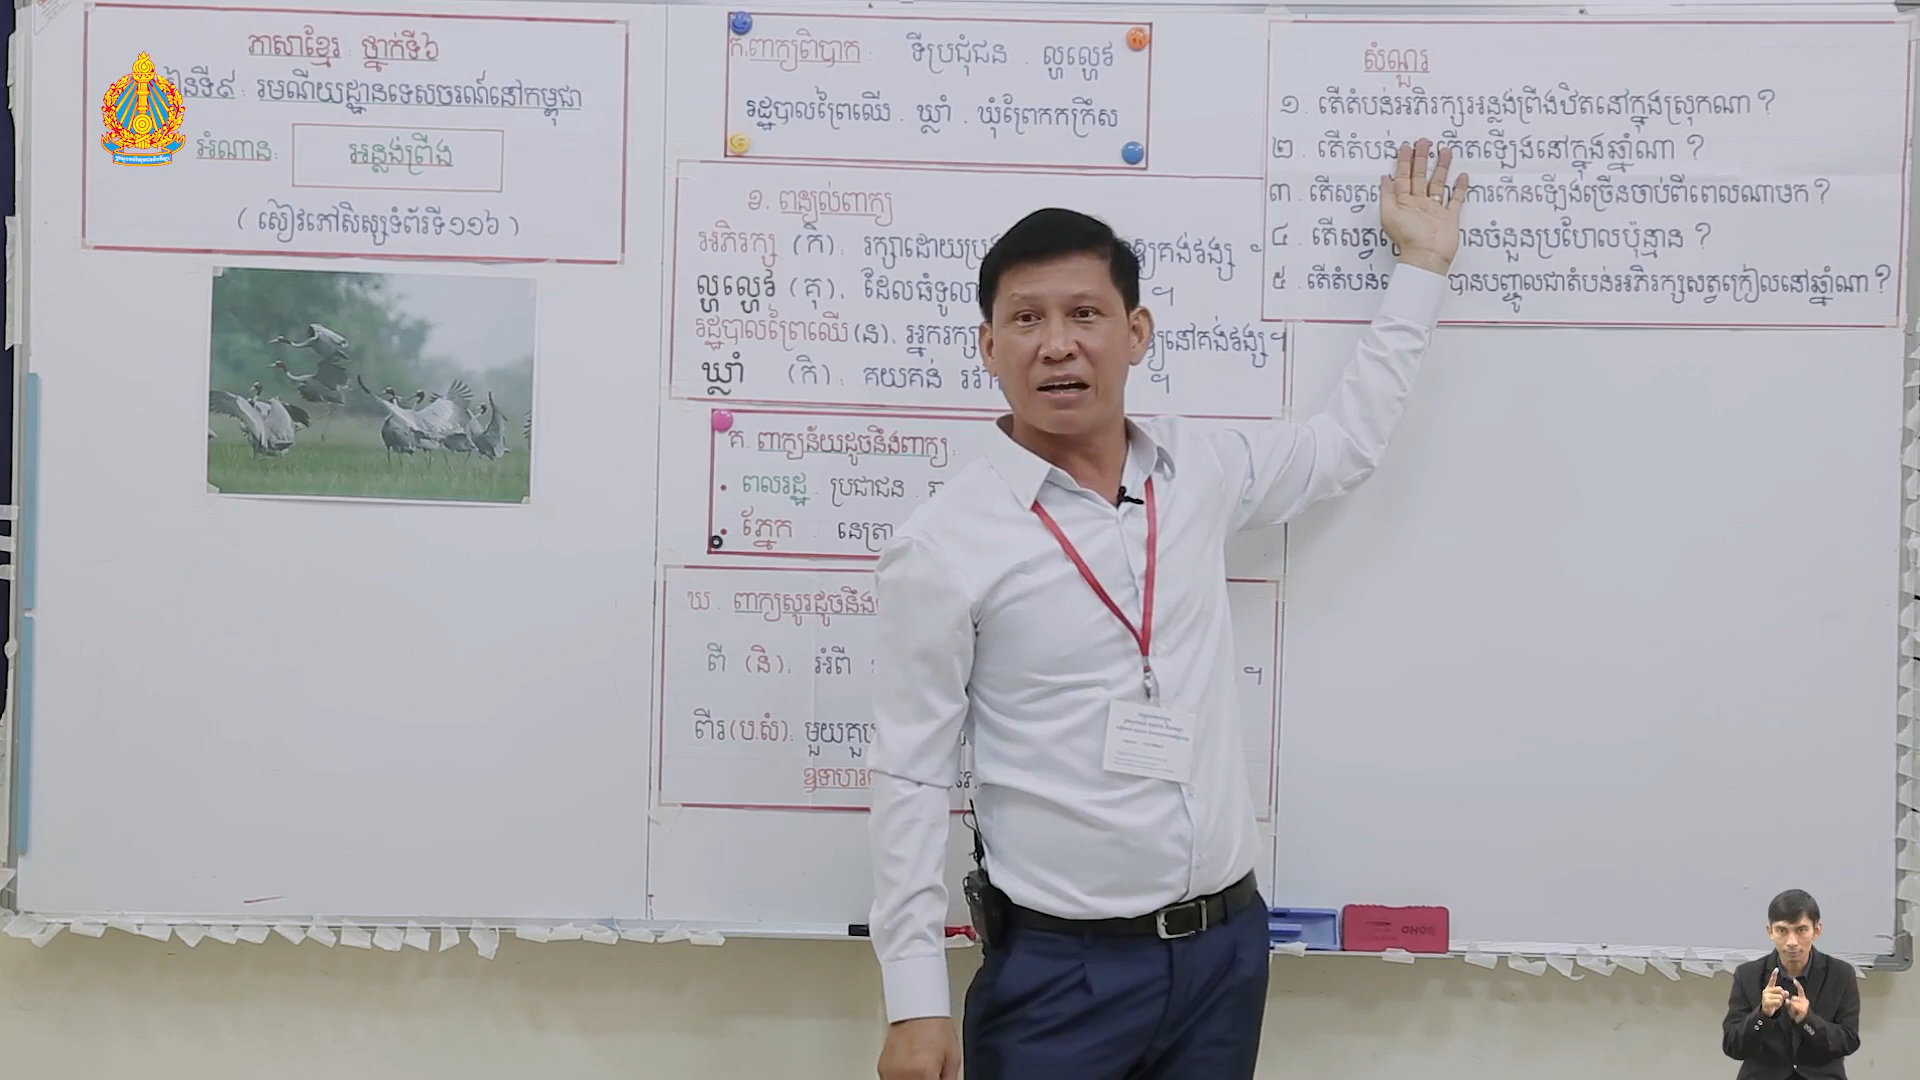 ភាសាខ្មែរ : ថ្នាក់ទី៦
រៀនទី៩ : រមណីយដ្ឋានទេសចរណ៍នៅកម្ពុជា
អំណាន:
អន្លង់ព្រីង
( សៀវភៅសិស្សទំព័រទី១១៦ )
ក.ពាក្យពិបាក : ទីប្រជុំជន . ល្ហល្ហេវ
រដ្ឋបាលព្រៃឈើ . ឃ្លាំ . ឃុំព្រែកកក្រឹស
ខ. ពន្យល់ពាក្យ
អភិរក្ស (កិ): រក្សាដោយ គង់វង្ស ។
ល្ហល្ហេវ (គុ). ដែលធំទូលា ។
រដ្ឋបាលព្រៃឈើ (ន). អ្នករក្សា នៅគង់វង្ស។
ឃ្លាំ (កិ): គយគន់ ។
គ. ពាក្យន័យដូចនឹងពាក្យ:
• ពលរដ្ឋ . ប្រជាជន .
• ភ្នែក . នេត្រា
ឃ . ពាក្យសូរដូចនឹង
ពី (និ). អំពី ។
ពីរ(ប.សំ): មួយគូ
ឧទាហរ
សំណួរ
១. តើតំបន់អភិរក្សអន្លង់ព្រីងឋិតនៅក្នុងស្រុកណា ?
២. តើតំបន់ កើតឡើងនៅក្នុងឆ្នាំណា ?
៣. តើសត្វ ការកើនឡើងច្រើនចាប់ពីពេលណាមក ?
៤. តើសត្វ មានចំនួនប្រហែលប៉ុន្មាន ?
៥. តើតំបន់ បានបញ្ចូលជាតំបន់អភិរក្សសត្វក្រៀលនៅឆ្នាំណា ?
SOHO